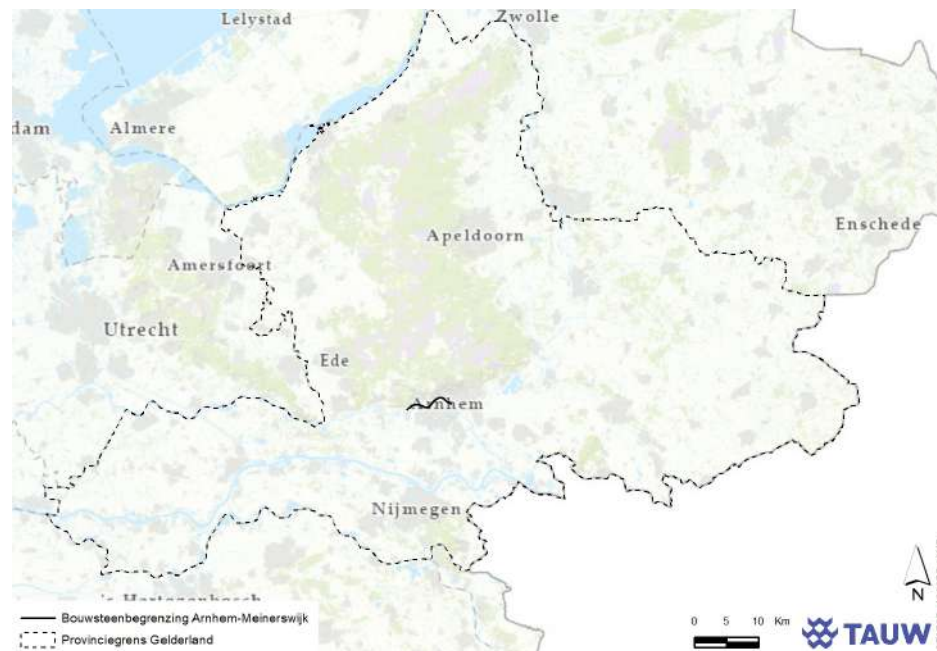 Lelystad
Zwolle
dam
Almere
Enschede
Apeldoorn
Amersfoort
Utrecht
Ede
Arnhem
Nijmegen
's Hertogenbosch
N
Bouwsteenbegrenzing Arnhem-Meinerswijk
Provinciegrens Gelderland
0 5 10 Km
TAUW